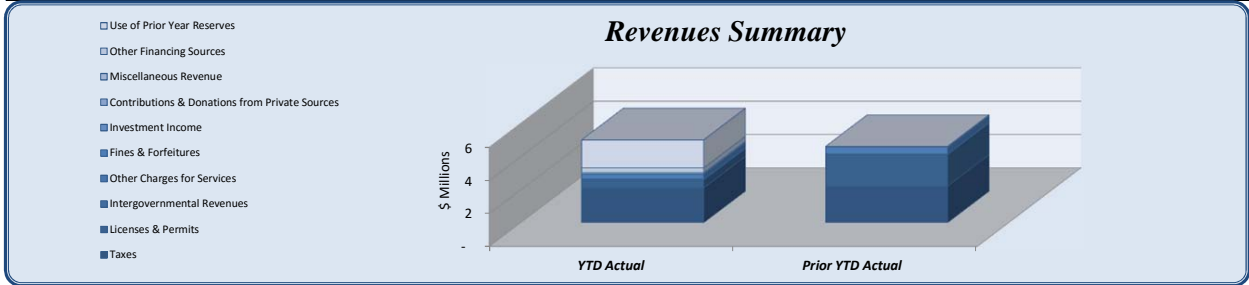 Revenues Summary
Use of Prior Year Reserves
Other Financing Sources
Miscellaneous Revenue
Contributions & Donations from Private Sources
Investment Income
Fines & Forfeitures
Other Charges for Services
Intergovernmental Revenues
Licenses & Permits
Taxes
$ Millions
6
4
2
-
YTD Actual
Prior YTD Actual